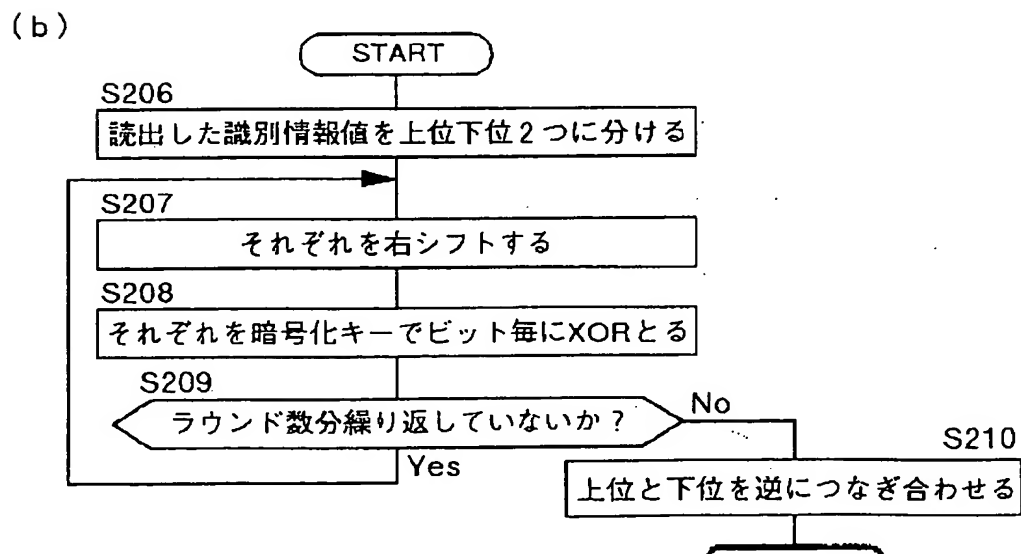 (b)
START
S206
読出した識別情報値を上位下位2つに分ける
S207
それぞれを右シフトする
S208
それぞれを暗号化キーでビット毎にXORとる
S209
ラウンド数分繰り返していないか?
No
Yes
S210
上位と下位を逆につなぎ合わせる